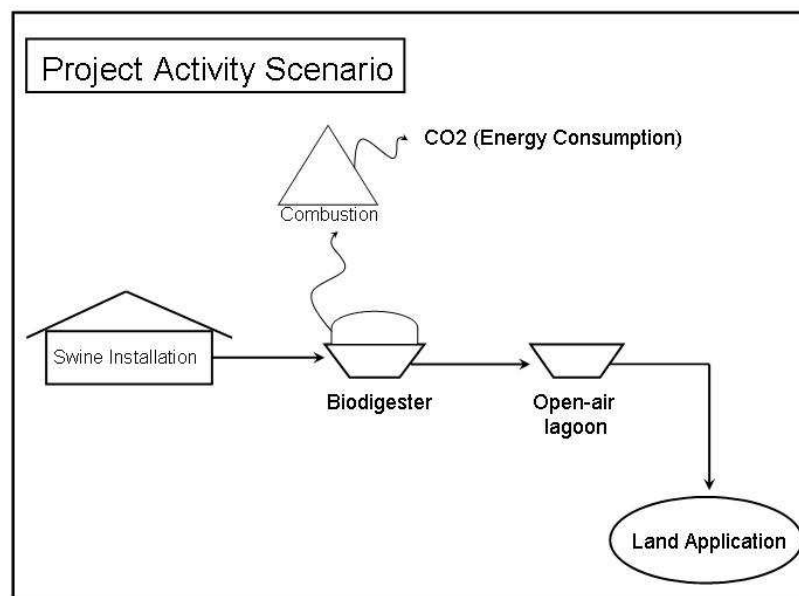 Project Activity Scenario
CO2 (Energy Consumption)
Combustion
Swine Installation
Biodigester
Open-air
lagoon
Land Application